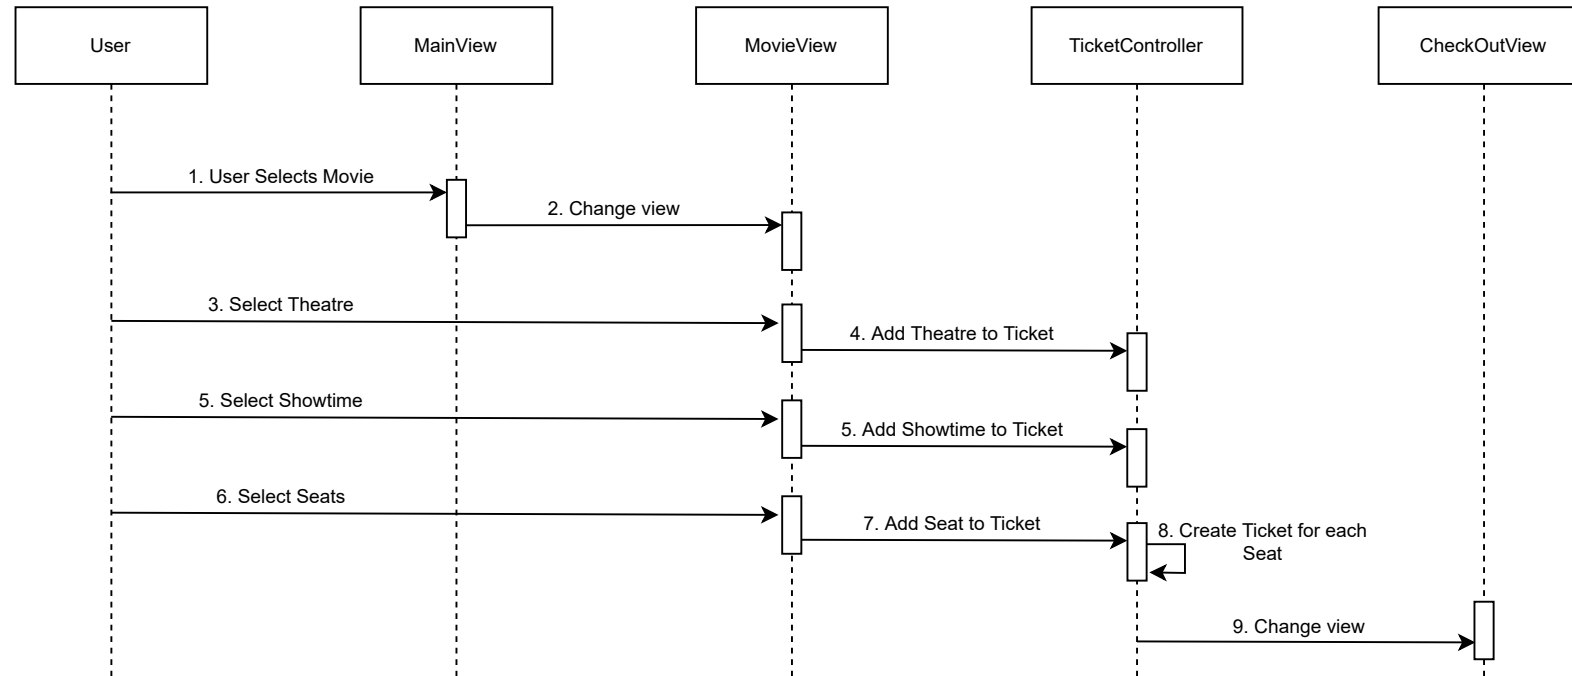 User
MainView
MovieView
TicketController
CheckOutView
1. User Selects Movie
2. Change view
3. Select Theatre
4. Add Theatre to Ticket
5. Select Showtime
5. Add Showtime to Ticket
6. Select Seats
7. Add Seat to Ticket
8. Create Ticket for each
Seat
9. Change view